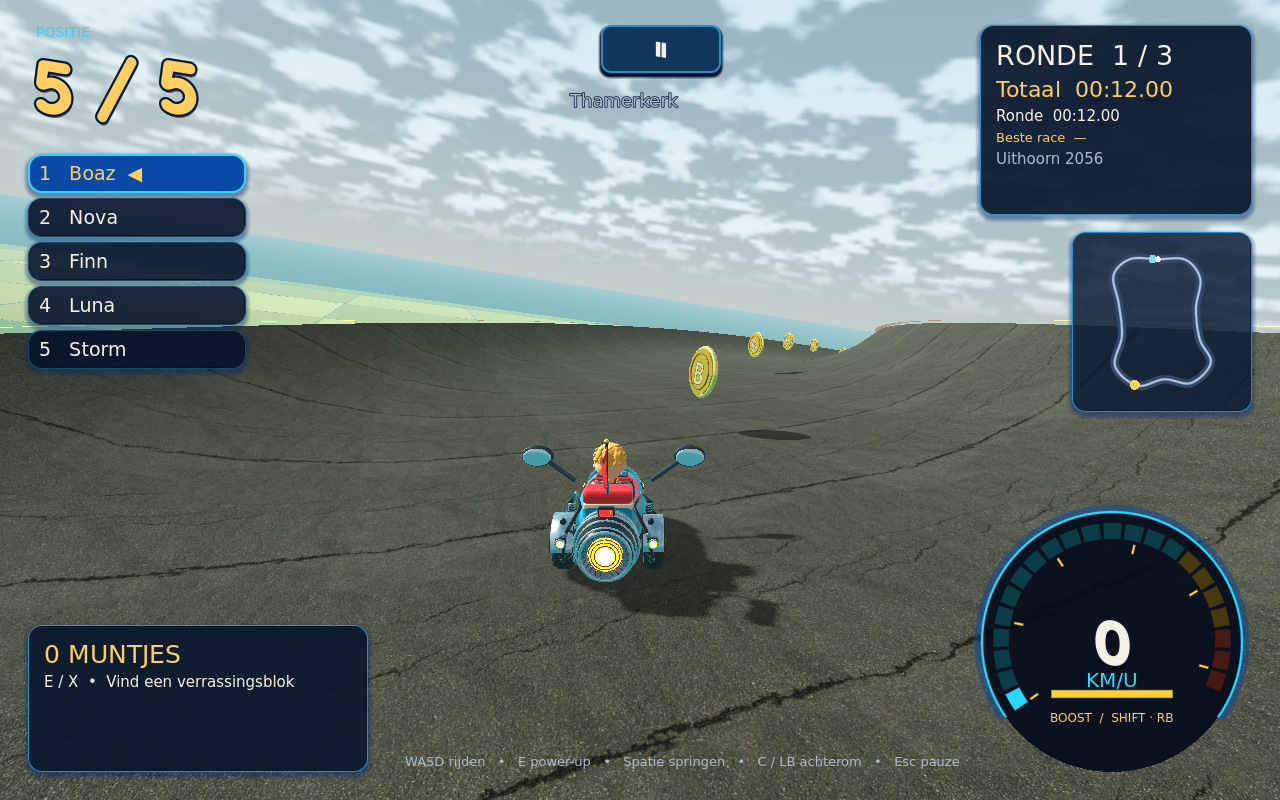 POSITIE
5 / 5
1 Boaz ◀
2 Nova
3 Finn
4 Luna
5 Storm
Thamerkerk
RONDE 1 / 3
Totaal 00:12.00
Ronde 00:12.00
Beste race —
Uithoorn 2056
B
0 MUNTJES
E / X • Vind een verrassingsblok
0
KM/U
BOOST / SHIFT · RB
WASD rijden • E power-up • Spatie springen • C / LB achterom • Esc pauze